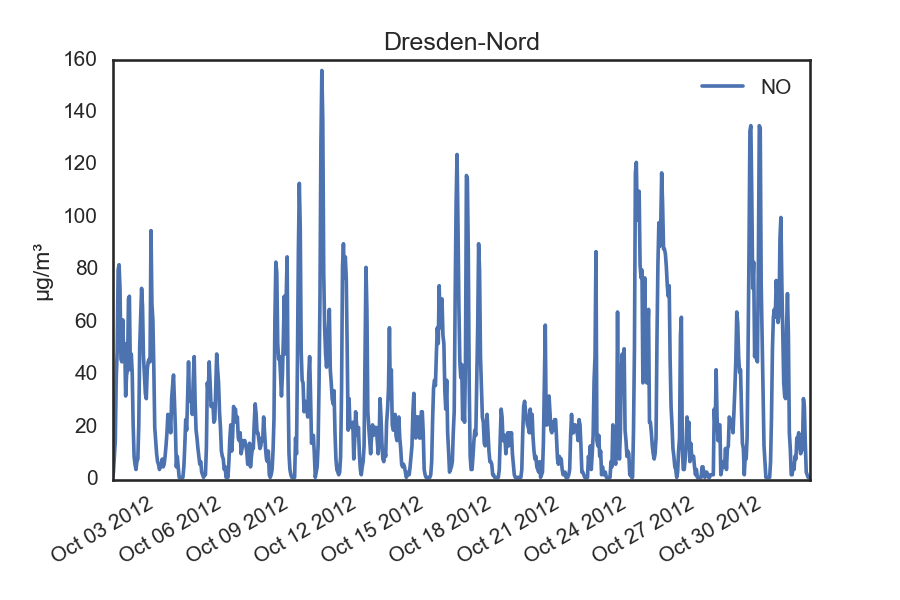 Dresden-Nord
160
140
120
100
80
60
40
20
0
µg/m³
NO
Oct 03 2012
Oct 06 2012
Oct 09 2012
Oct 12 2012
Oct 15 2012
Oct 18 2012
Oct 21 2012
Oct 24 2012
Oct 27 2012
Oct 30 2012